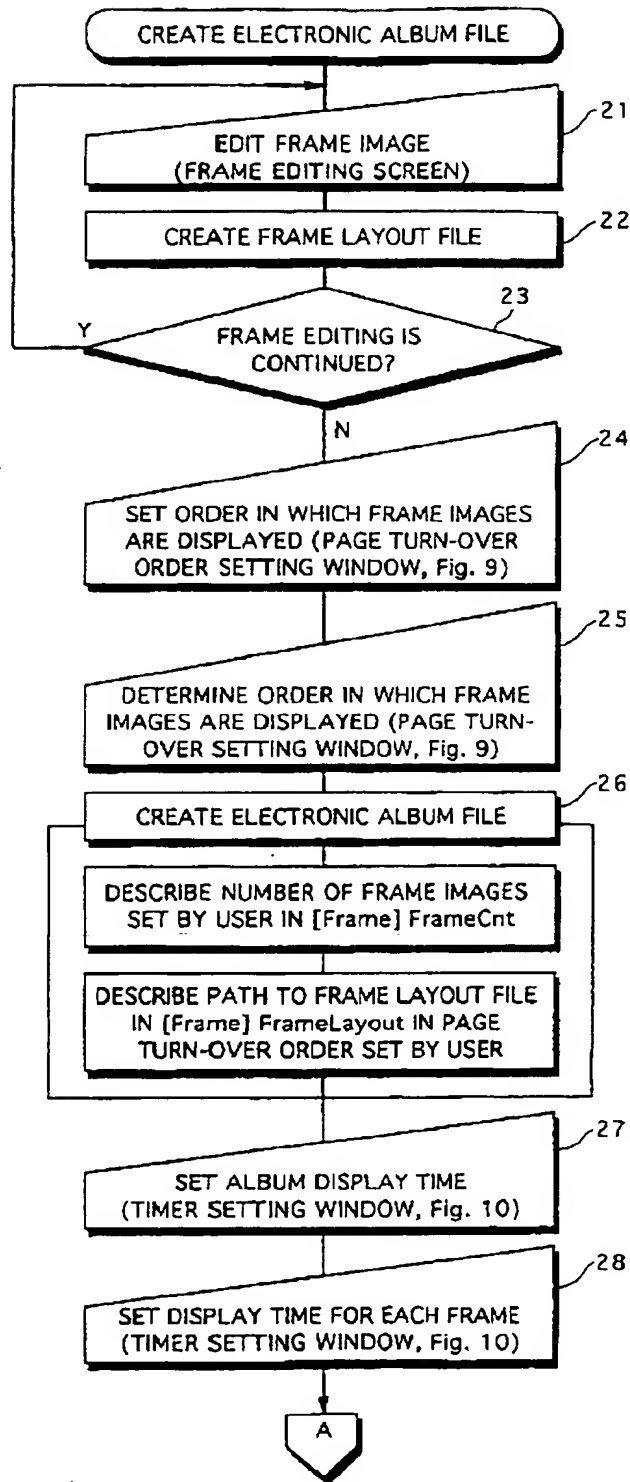 CREATE ELECTRONIC ALBUM FILE
21
EDIT FRAME IMAGE
(FRAME EDITING SCREEN)
22
CREATE FRAME LAYOUT FILE
23
Y
FRAME EDITING IS
CONTINUED?
N
24
SET ORDER IN WHICH FRAME IMAGES
ARE DISPLAYED (PAGE TURN-OVER
ORDER SETTING WINDOW, Fig. 9)
25
DETERMINE ORDER IN WHICH FRAME
IMAGES ARE DISPLAYED (PAGE TURN-
OVER SETTING WINDOW, Fig. 9)
26
CREATE ELECTRONIC ALBUM FILE
DESCRIBE NUMBER OF FRAME IMAGES
SET BY USER IN [Frame] FrameCnt
DESCRIBE PATH TO FRAME LAYOUT FILE
IN [Frame] FrameLayout IN PAGE
TURN-OVER ORDER SET BY USER
27
SET ALBUM DISPLAY TIME
(TIMER SETTING WINDOW, Fig. 10)
28
SET DISPLAY TIME FOR EACH FRAME
(TIMER SETTING WINDOW, Fig. 10)
A